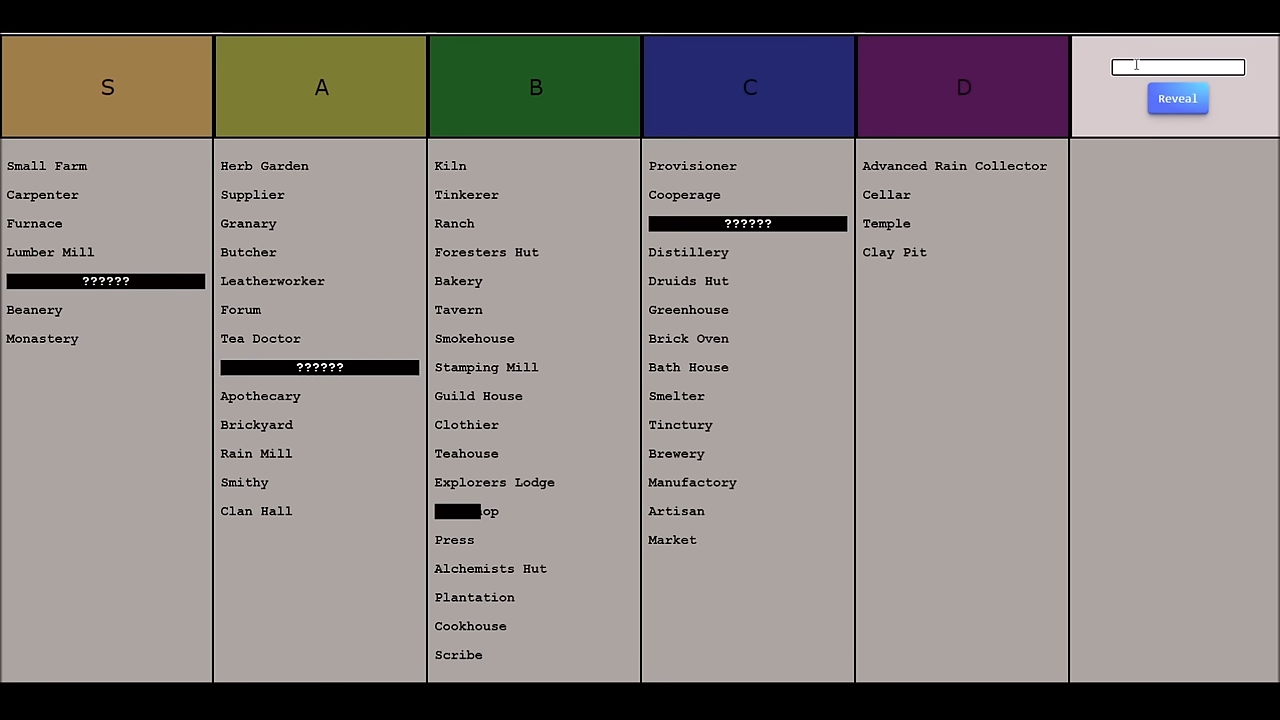 S
A
B
C
D
Reveal
Small Farm
Carpenter
Furnace
Lumber Mill
??????
Beanery
Monastery
Herb Garden
Supplier
Granary
Butcher
Leatherworker
Forum
Tea Doctor
??????
Apothecary
Brickyard
Rain Mill
Smithy
Clan Hall
Kiln
Tinkerer
Ranch
Foresters Hut
Bakery
Tavern
Smokehouse
Stamping Mill
Guild House
Clothier
Teahouse
Explorers Lodge
Press
Alchemists Hut
Plantation
Cookhouse
Scribe
Provisioner
Cooperage
??????
Distillery
Druids Hut
Greenhouse
Brick Oven
Bath House
Smelter
Tinctury
Brewery
Manufactory
Artisan
Market
Advanced Rain Collector
Cellar
Temple
Clay Pit